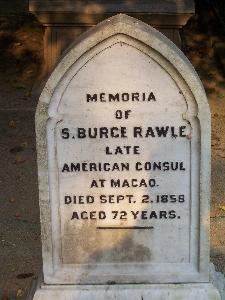 MEMORIA
OF
S. BURGE RAWLE
LATE
AMERICAN CONSUL
AT MACAO.
DIED SEPT. 2. 1858
AGED 72 YEARS.